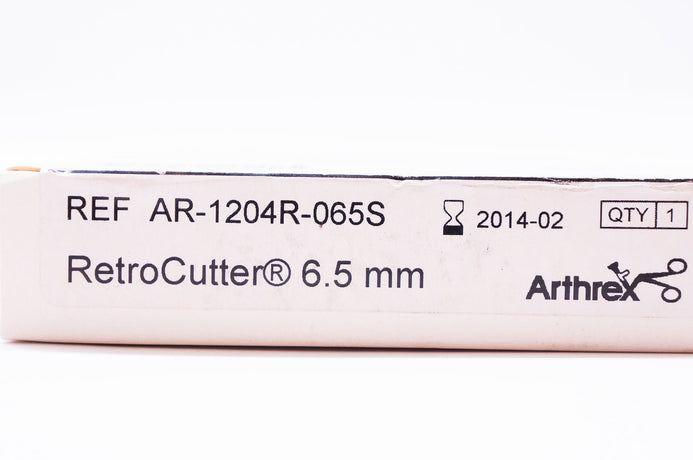 REF AR-1204R-065S 2014-02 QTY 1
RetroCutter® 6.5 mm Arthrex